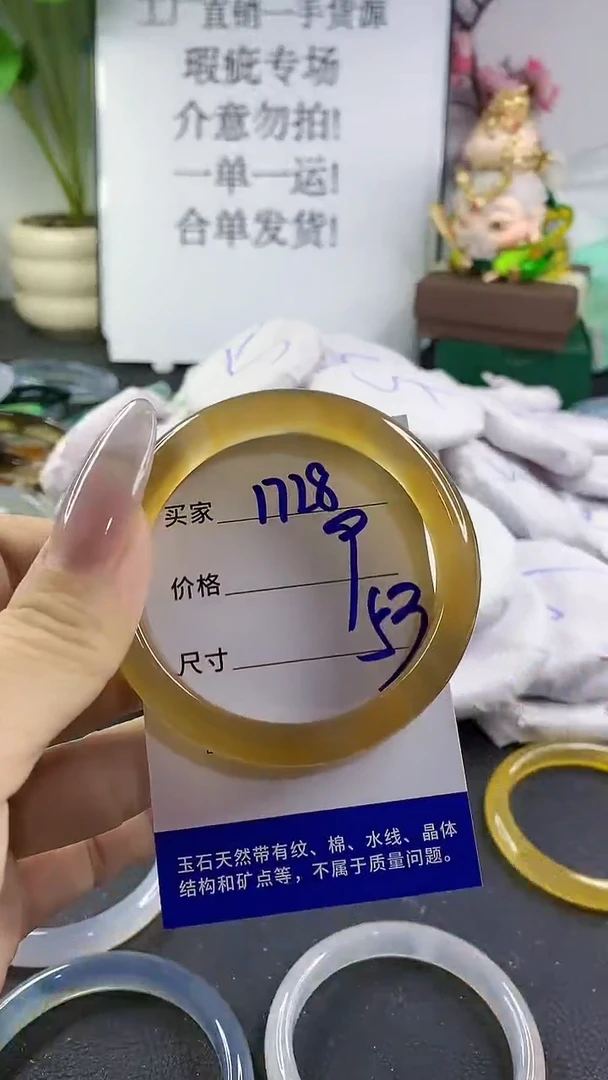 工厂直销一手货源
瑕疵专场
介意勿拍!
一单一运!
合单发货!
买家 1728
价格
尺寸 53
玉石天然带有纹、棉、水线、晶体
结构和矿点等，不属于质量问题。